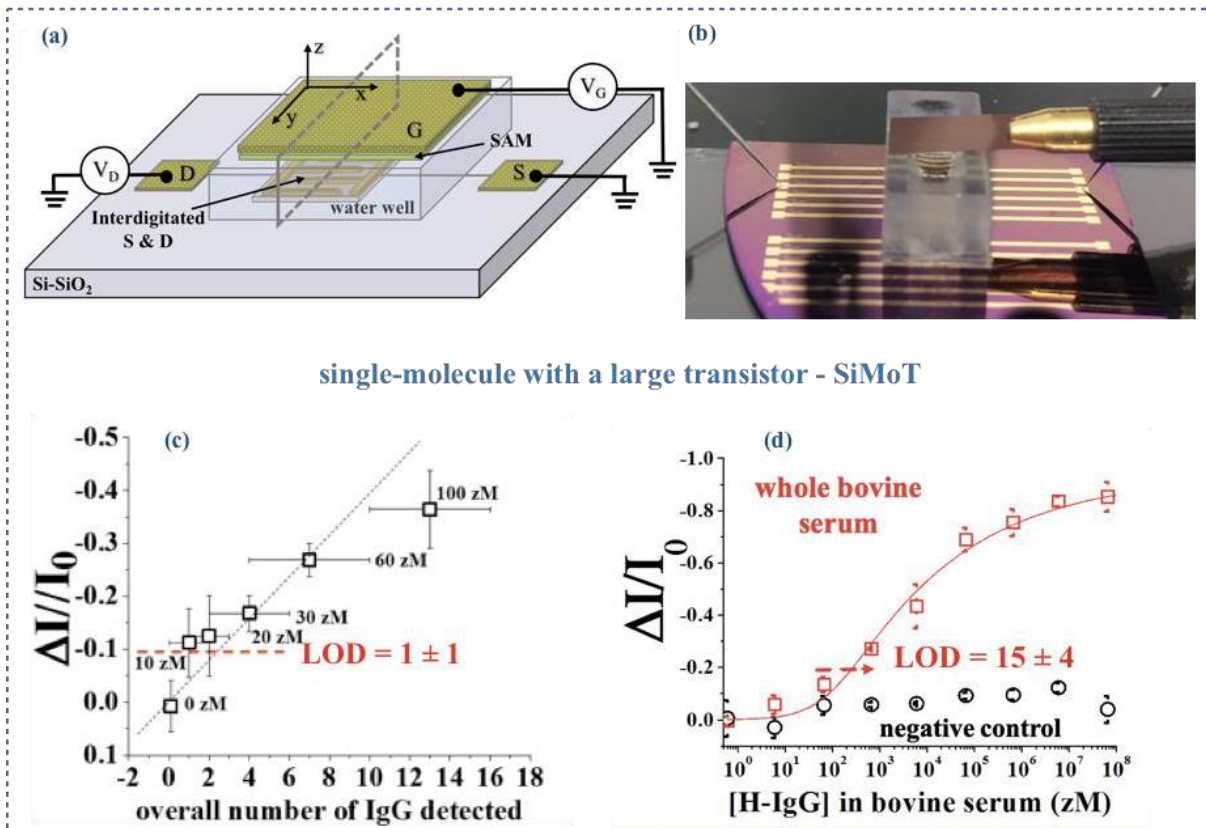 (a)
z
x
y
G
V_G
SAM
V_D
D
S
Interdigitated
S & D
water well
Si-SiO₂
(b)
single-molecule with a large transistor - SiMoT
(c)
ΔI//I₀
-0.5
-0.4
-0.3
-0.2
-0.1
0.0
0.1
100 zM
60 zM
30 zM
20 zM
10 zM
LOD = 1 ± 1
0 zM
-2 0 2 4 6 8 10 12 14 16 18
overall number of IgG detected
(d)
ΔI/I₀
-1.0
-0.8
-0.6
-0.4
-0.2
0.0
whole bovine
serum
LOD = 15 ± 4
negative control
10⁰ 10¹ 10² 10³ 10⁴ 10⁵ 10⁶ 10⁷ 10⁸
[H-IgG] in bovine serum (zM)